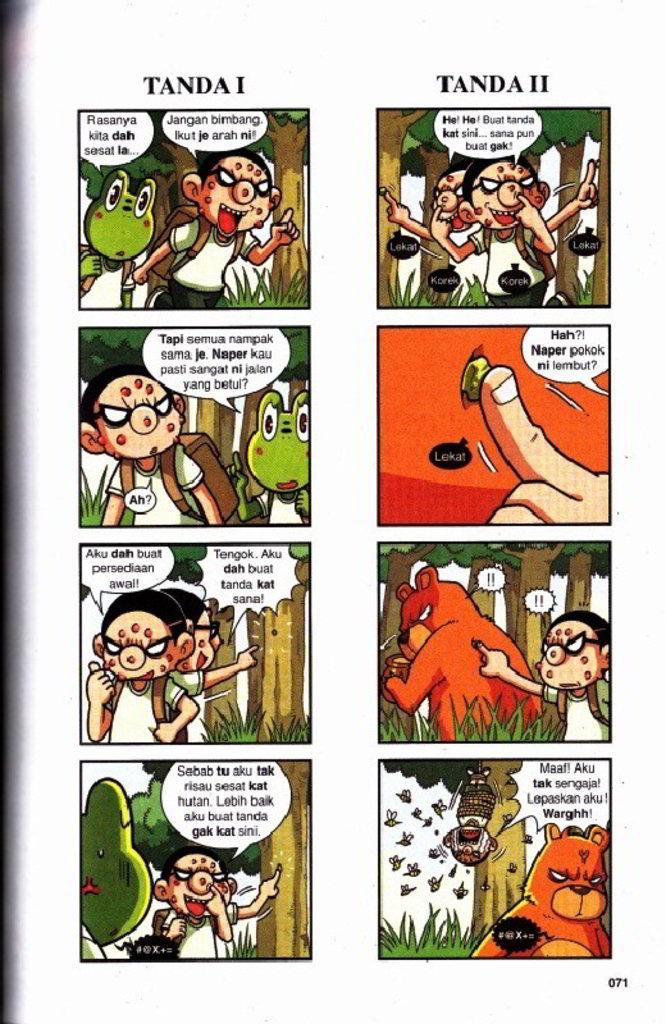 TANDA I
Rasanya
kita dah
sesat la...
Jangan bimbang.
Ikut je arah ni!!
Tapi semua nampak
sama je. Naper kau
pasti sangat ni jalan
yang betul?
Ah?
Aku dah buat
persediaan
awal!
Tengok. Aku
dah buat
tanda kat
sana!
Sebab tu aku tak
risau sesat kat
hutan. Lebih baik
aku buat tanda
gak kat sini.
#@X+=
TANDA II
He! He! Buat tanda
kat sini... sana pun
buat gak!
Lekat
Korek
Korek
Lekat
Hah?!
Naper pokok
ni lembut?
Lekat
!!
!!
Maaf! Aku
tak sengaja!
Lepaskan aku!
Warghh!
#@X+=
071